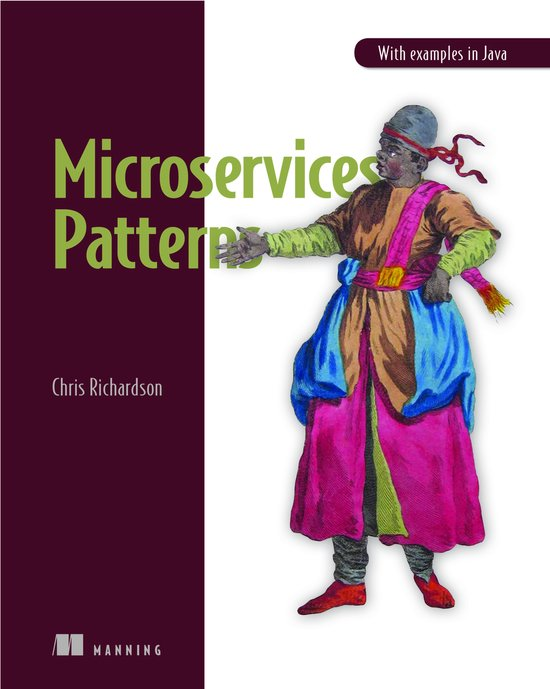 With examples in Java
Microservices
Patterns
Chris Richardson
MANNING